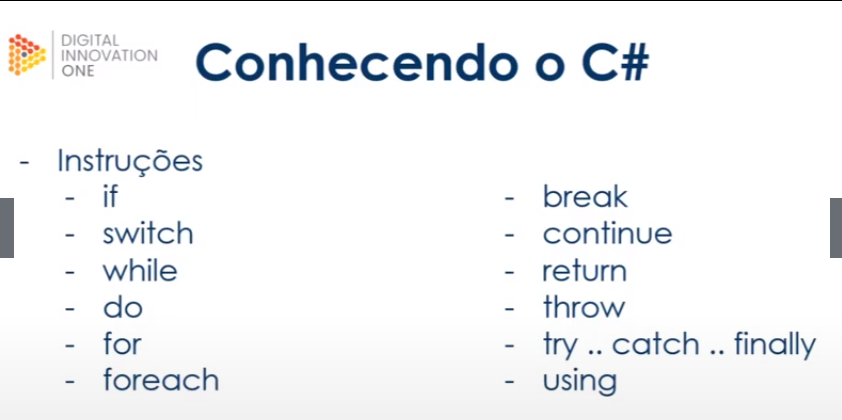 DIGITAL
INNOVATION
ONE
Conhecendo o C#
- Instruções
- if
- switch
- while
- do
- for
- foreach
- break
- continue
- return
- throw
- try .. catch .. finally
- using